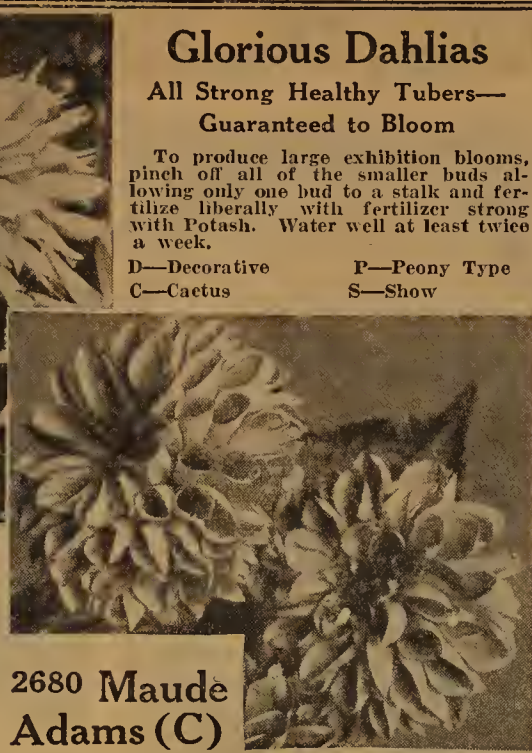 Glorious Dahlias
All Strong Healthy Tubers—
Guaranteed to Bloom
To produce large exhibition blooms,
pinch off all of the smaller buds al-
lowing only one bud to a stalk and fer-
tilize liberally with fertilizer strong
with Potash. Water well at least twice
a week.
D—Decorative P—Peony Type
C—Cactus S—Show
2680 Maude
Adams (C)